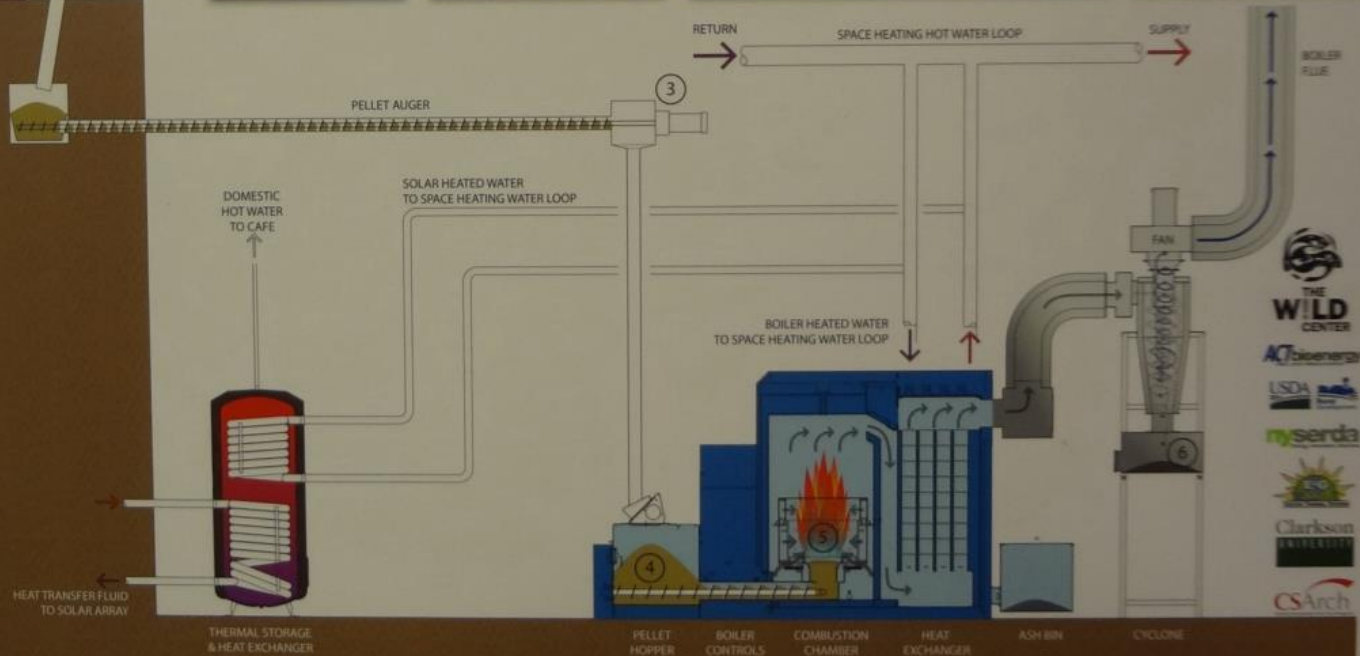 RETURN
SPACE HEATING HOT WATER LOOP
SUPPLY
BOILER
FLUE
3
PELLET AUGER
DOMESTIC
HOT WATER
TO CAFE
SOLAR HEATED WATER
TO SPACE HEATING WATER LOOP
FAN
BOILER HEATED WATER
TO SPACE HEATING WATER LOOP
THE
WILD
CENTER
ACTbioenergy
USDA
nyserda
Clarkson
UNIVERSITY
CSArch
6
5
4
HEAT TRANSFER FLUID
TO SOLAR ARRAY
THERMAL STORAGE
& HEAT EXCHANGER
PELLET
HOPPER
BOILER
CONTROLS
COMBUSTION
CHAMBER
HEAT
EXCHANGER
ASH BIN
CYCLONE